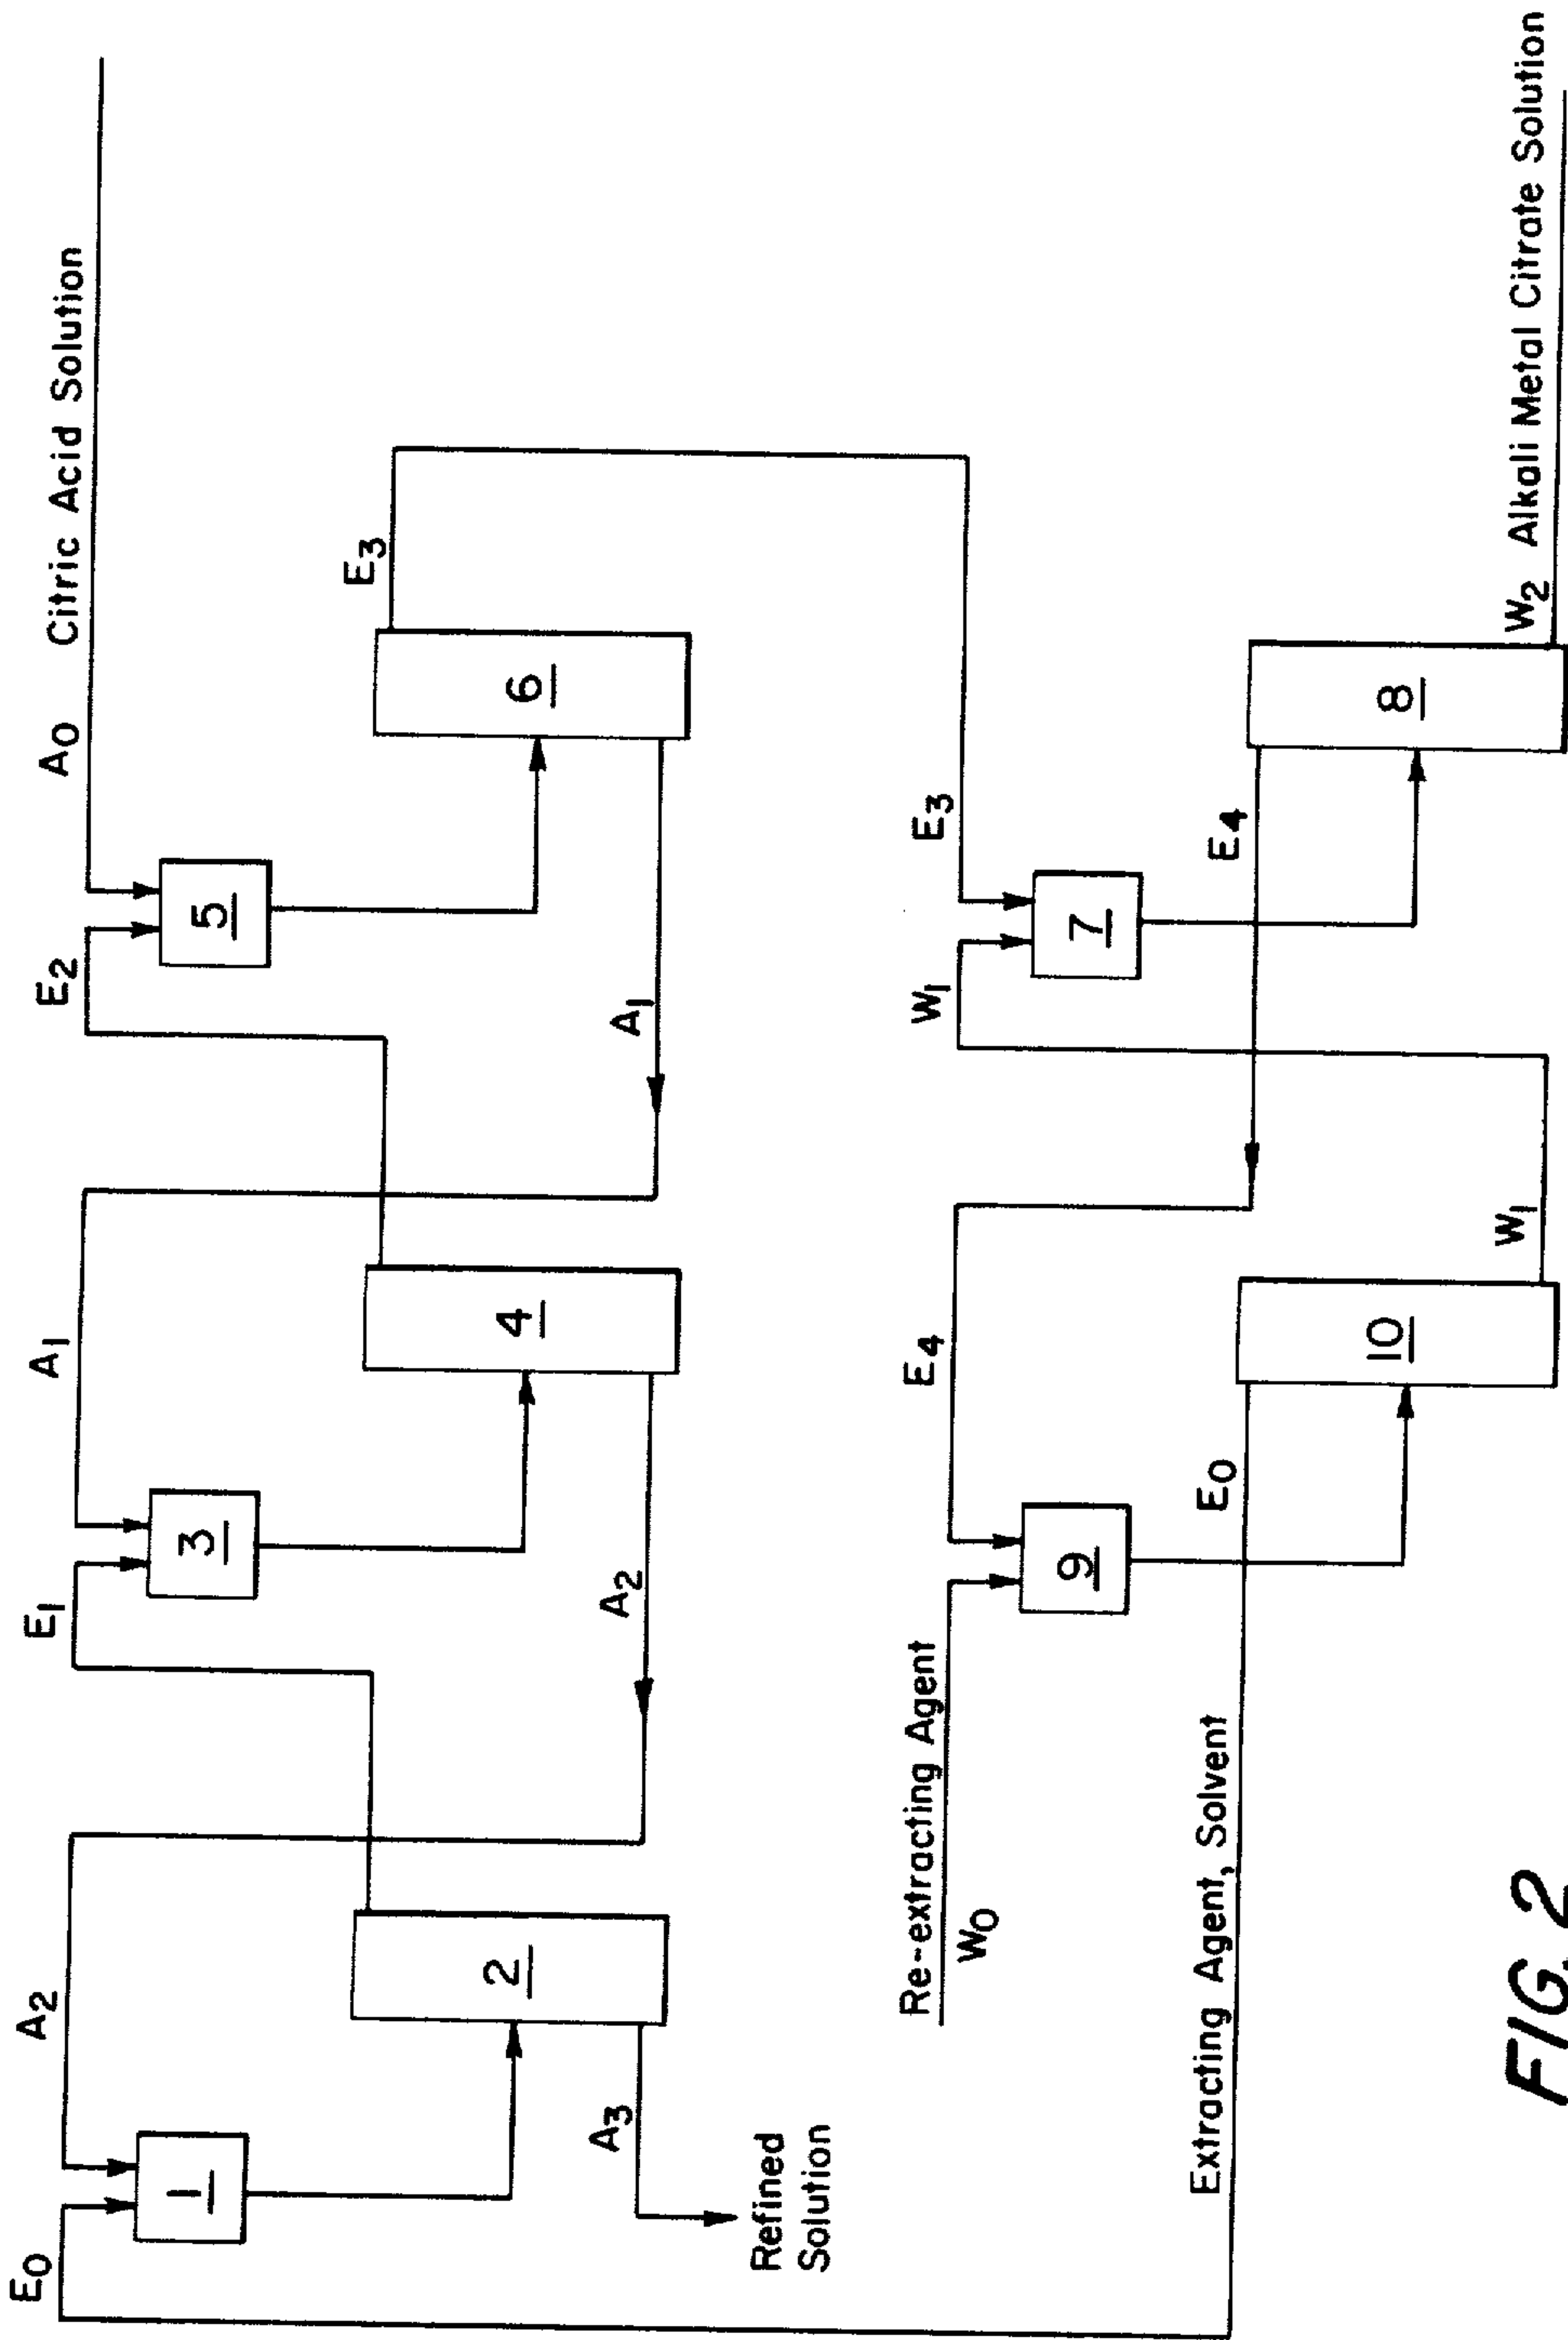 A0 Citric Acid Solution
E0
A2
E1
A1
E2
1
3
5
E3
2
4
6
A3
A2
A1
Refined
Solution
Re-extracting Agent
W0
E4
W1
E3
9
7
Extracting Agent, Solvent
E0
E4
10
8
W1
W2 Alkali Metal Citrate Solution
FIG. 2